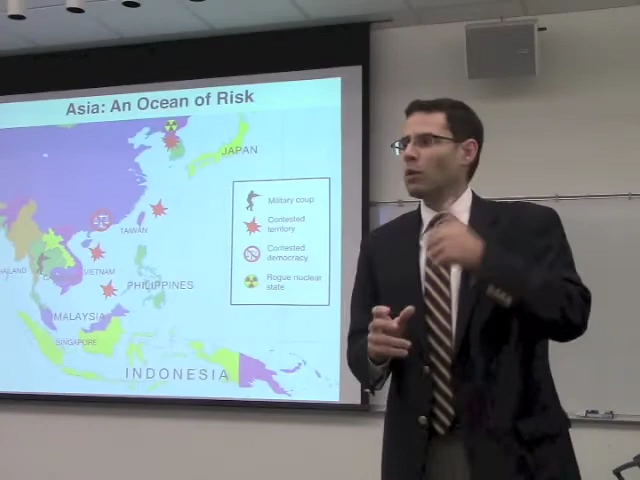 Asia: An Ocean of Risk
JAPAN
Military coup
Contested
territory
TAIWAN
Contested
democracy
VIETNAM
Rogue nuclear
state
PHILIPPINES
MALAYSIA
SINGAPORE
INDONESIA